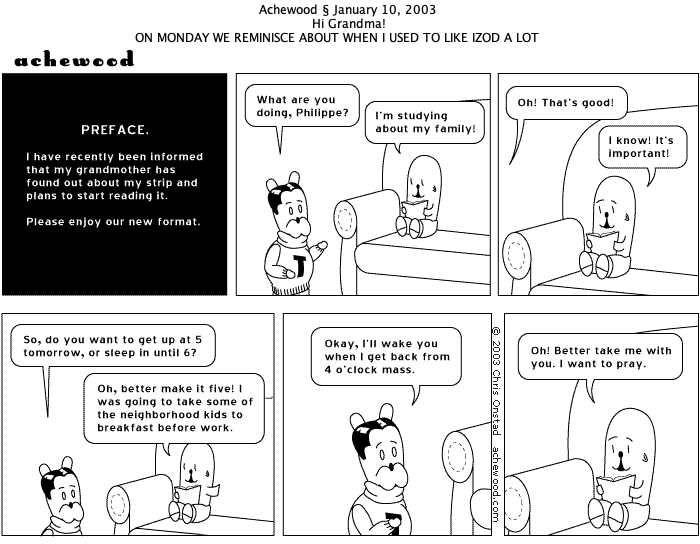 Achewood § January 10, 2003
Hi Grandma!
ON MONDAY WE REMINISCE ABOUT WHEN I USED TO LIKE IZOD A LOT
achewood
PREFACE.
I have recently been informed
that my grandmother has
found out about my strip and
plans to start reading it.
Please enjoy our new format.
What are you
doing, Philippe?
I'm studying
about my family!
T
Oh! That's good!
I know! It's
important!
So, do you want to get up at 5
tomorrow, or sleep in until 6?
Oh, better make it five! I
was going to take some of
the neighborhood kids to
breakfast before work.
Okay, I'll wake you
when I get back from
4 o'clock mass.
T
© 2003 Chris Onstad achewood.com
Oh! Better take me with
you. I want to pray.